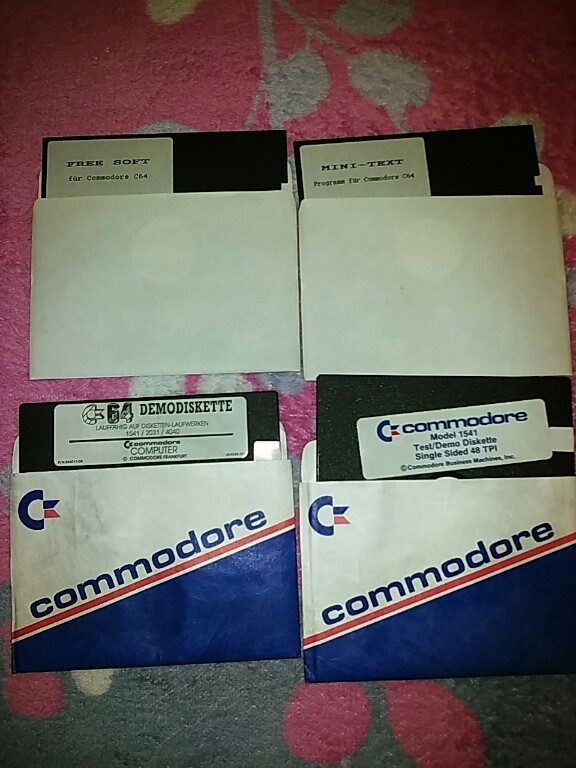 FREE SOFT
für Commodore C64
MINI-TEXT
Programm für Commodore C64
64 DEMODISKETTE
LAUFFÄHIG AUF DISKETTEN-LAUFWERKEN
1541 / 2031 / 4040
commodore
COMPUTER
© COMMODORE FRANKFURT
commodore
Model 1541
Test/Demo Diskette
Single Sided 48 TPI
© Commodore Business Machines, Inc.
commodore
commodore